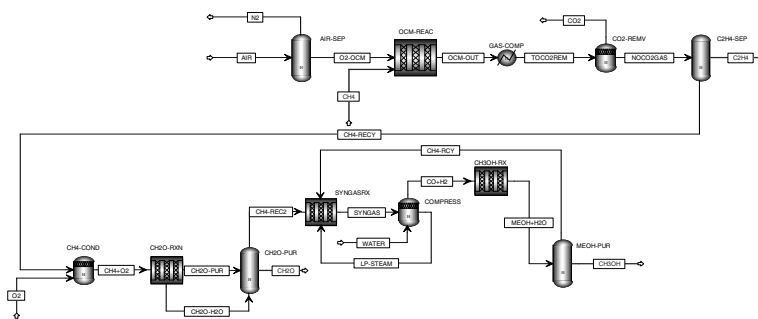 N2
CO2
AIR-SEP
OCM-REAC
GAS-COMP
CO2-REMV
C2H4-SEP
AIR
O2-OCM
OCM-OUT
TOCO2REM
NOCO2GAS
C2H4
CH4
CH4-RECY
CH4-RCY
CH3OH-RX
SYNGASRX
CO+H2
COMPRESS
CH4-REC2
SYNGAS
MEOH+H2O
WATER
CH4-COND
CH2O-RXN
CH2O-PUR
MEOH-PUR
LP-STEAM
CH4+O2
CH2O-PUR
CH2O
CH3OH
O2
CH2O-H2O